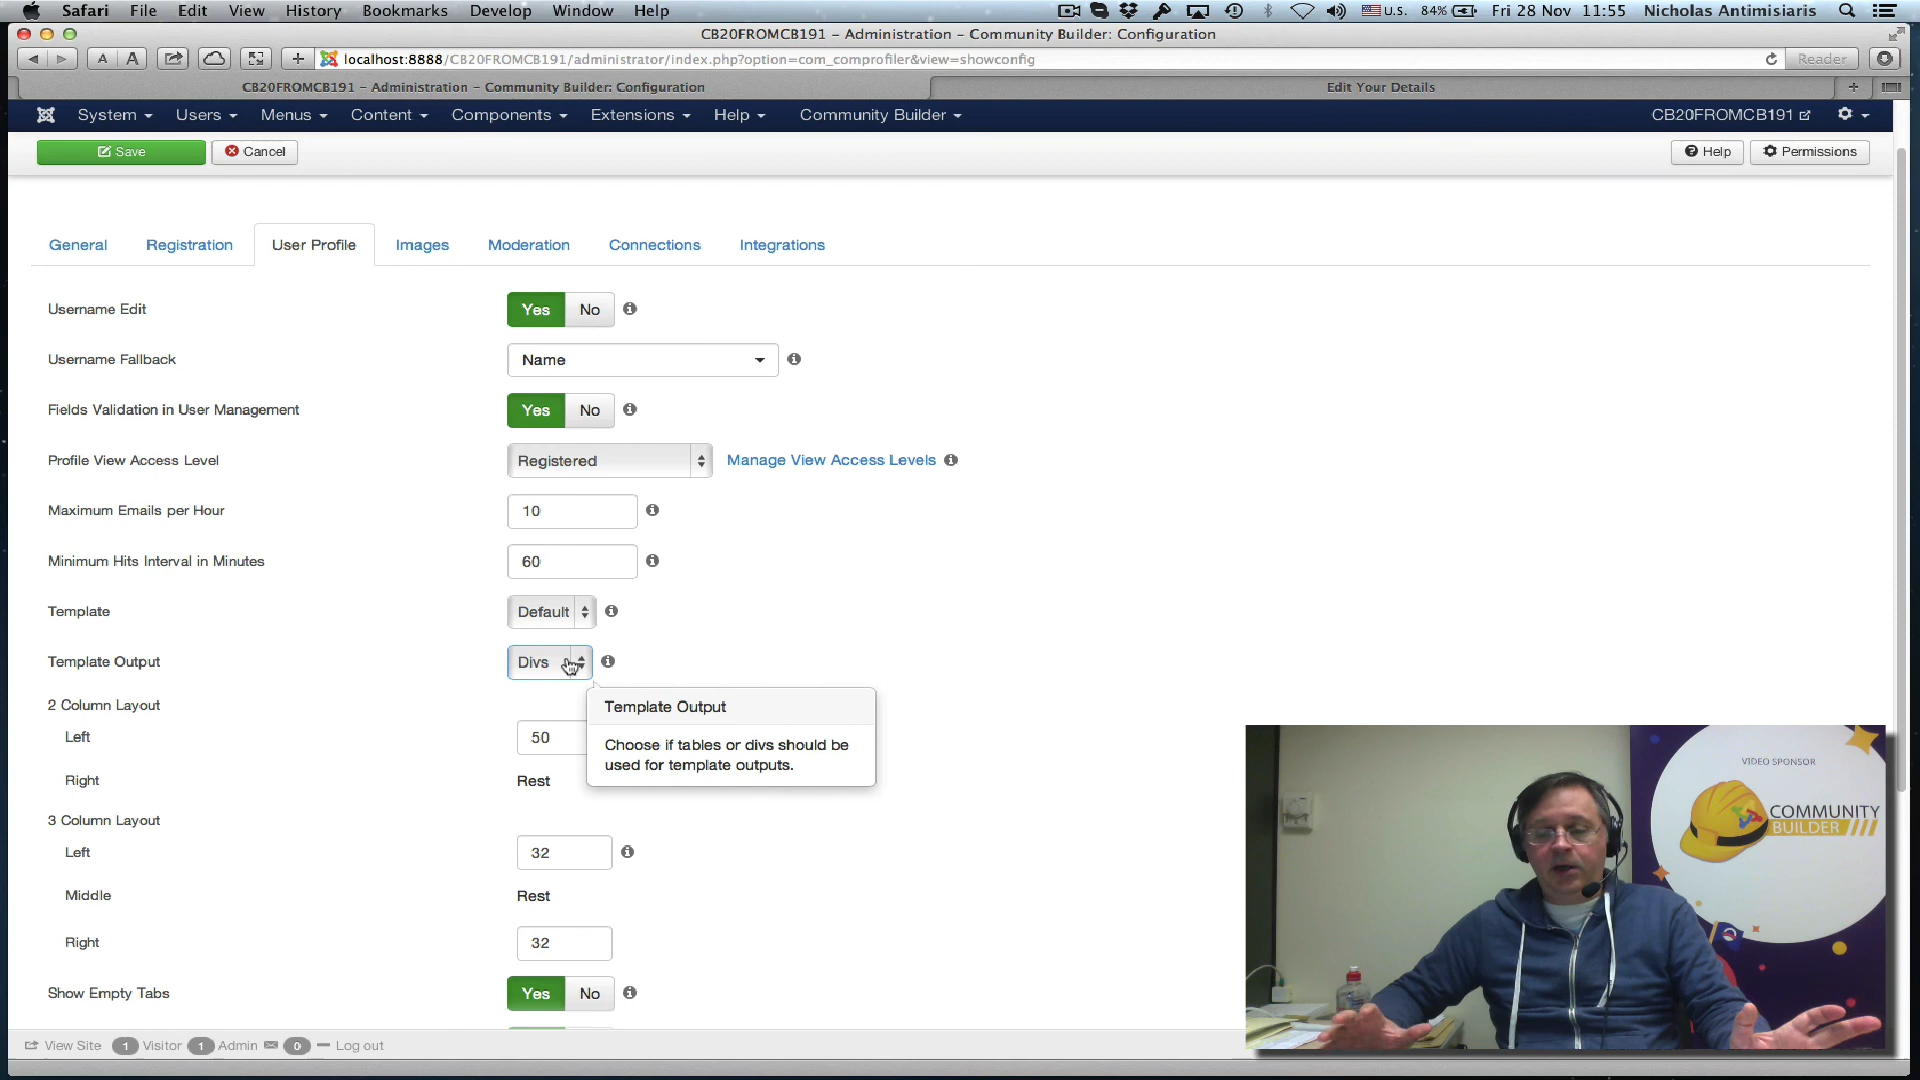 Safari File Edit View History Bookmarks Develop Window Help U.S. 84% Fri 28 Nov 11:55 Nicholas Antimisiaris
CB20FROMCB191 – Administration – Community Builder: Configuration
A A + localhost:8888/CB20FROMCB191/administrator/index.php?option=com_comprofiler&view=showconfig Reader
CB20FROMCB191 – Administration – Community Builder: Configuration Edit Your Details +
System Users Menus Content Components Extensions Help Community Builder CB20FROMCB191
Save Cancel Help Permissions
General Registration User Profile Images Moderation Connections Integrations
Username Edit Yes No
Username Fallback Name
Fields Validation in User Management Yes No
Profile View Access Level Registered Manage View Access Levels
Maximum Emails per Hour 10
Minimum Hits Interval in Minutes 60
Template Default
Template Output Divs
2 Column Layout
Left 50
Right Rest
Template Output
Choose if tables or divs should be
used for template outputs.
3 Column Layout
Left 32
Middle Rest
Right 32
Show Empty Tabs Yes No
View Site 1 Visitor 1 Admin 0 Log out
VIDEO SPONSOR
COMMUNITY
BUILDER